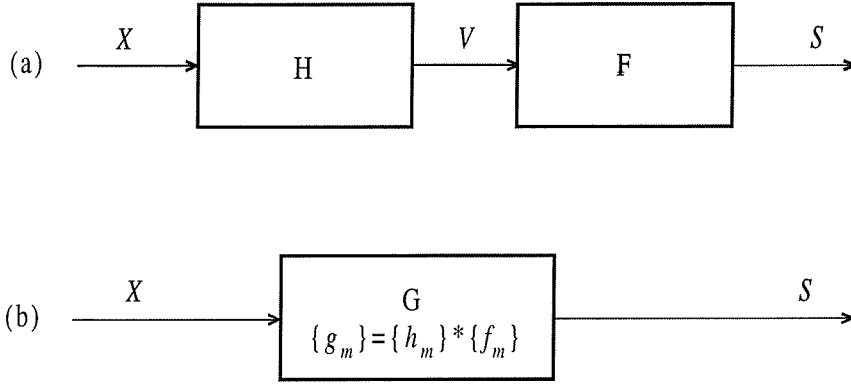 X V S
(a) H F
X S
(b) G
{g_m}={h_m}*{f_m}